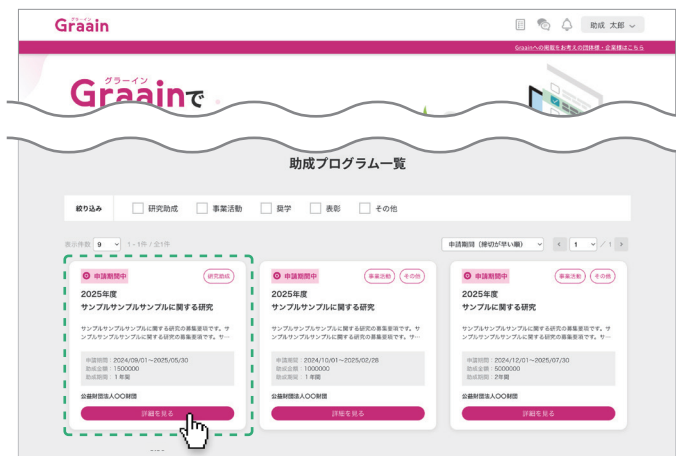 グラーイン
Graain
助成 太郎
Graainへの掲載をお考えの団体様・企業様はこちら
グラーイン
Graainで
助成プログラム一覧
絞り込み 研究助成 事業活動 奨学 表彰 その他
表示件数 9 1 - 1件 / 全1件 申請期間（締切が早い順） 1 / 1
申請期間中 研究助成
2025年度
サンプルサンプルサンプルに関する研究
サンプルサンプルサンプルに関する研究の募集要項です。サ
ンプルサンプルサンプルに関する研究の募集要項です。サ…
申請期間：2024/09/01～2025/05/30
助成金額：1500000
助成期間：1年間
公益財団法人〇〇財団
詳細を見る
申請期間中 事業活動 その他
2025年度
サンプルサンプルサンプルに関する研究
サンプルサンプルサンプルに関する研究の募集要項です。サ
ンプルサンプルサンプルに関する研究の募集要項です。サ…
申請期間：2024/10/01～2025/02/28
助成金額：1000000
助成期間：1年間
公益財団法人〇〇財団
詳細を見る
申請期間中 事業活動 その他
2025年度
サンプルサンプルに関する研究
サンプルサンプルサンプルに関する研究の募集要項です。サ
ンプルサンプルサンプルに関する研究の募集要項です。サ…
申請期間：2024/12/01～2025/07/30
助成金額：5000000
助成期間：2年間
公益財団法人〇〇財団
詳細を見る